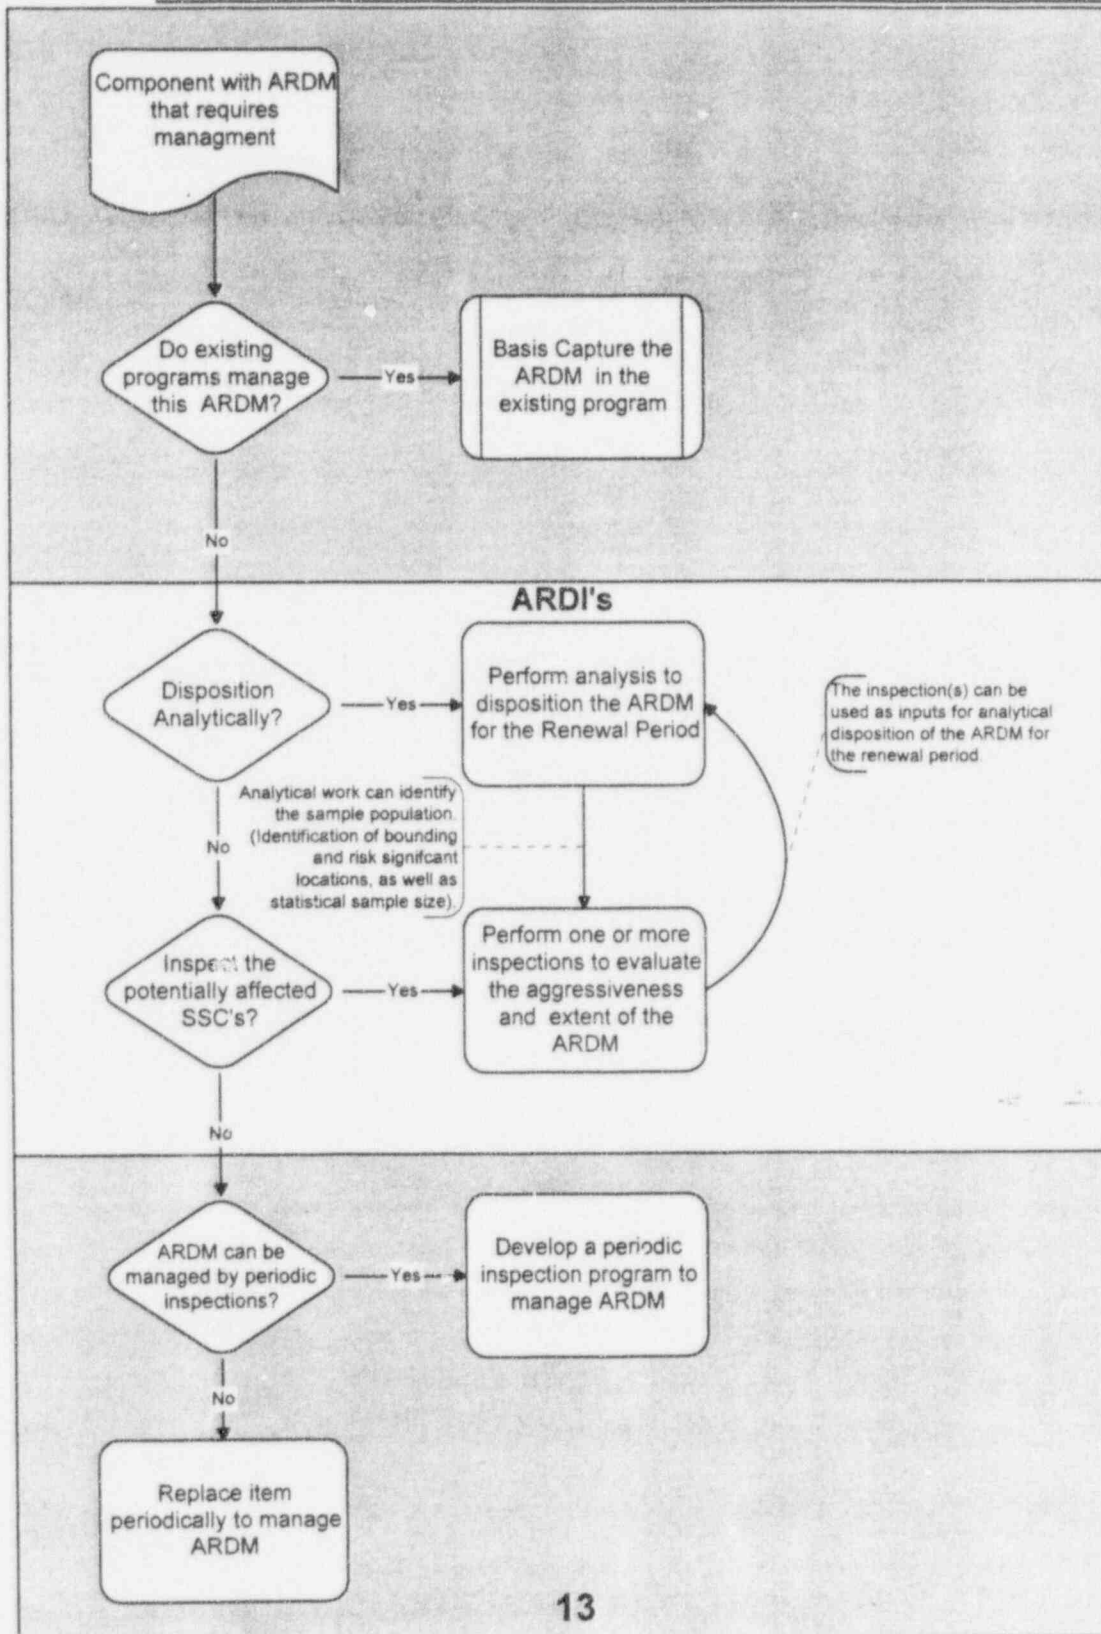 Component with ARDM
that requires
managment
Do existing
programs manage
this ARDM?
Yes
Basis Capture the
ARDM in the
existing program
No
ARDI's
Disposition
Analytically?
Yes
Perform analysis to
disposition the ARDM
for the Renewal Period
The inspection(s) can be
used as inputs for analytical
disposition of the ARDM for
the renewal period.
No
Analytical work can identify
the sample population.
(Identification of bounding
and risk signifcant
locations, as well as
statistical sample size).
Inspect the
potentially affected
SSC's?
Yes
Perform one or more
inspections to evaluate
the aggressiveness
and extent of the
ARDM
No
ARDM can be
managed by periodic
inspections?
Yes
Develop a periodic
inspection program to
manage ARDM
No
Replace item
periodically to manage
ARDM
13